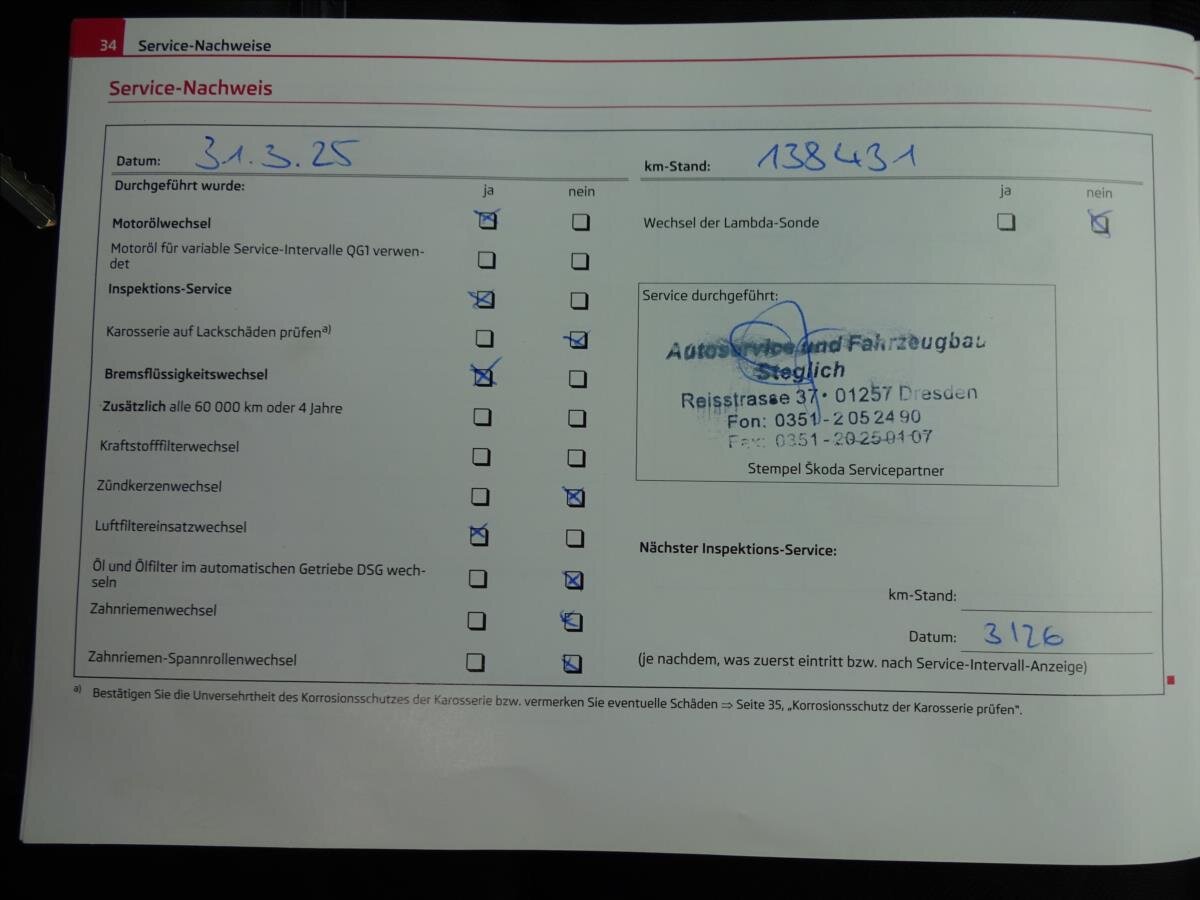 34 Service-Nachweise
Service-Nachweis
Datum: 31.3.25
km-Stand: 138431
Durchgeführt wurde:
ja nein
ja nein
Motorölwechsel
Wechsel der Lambda-Sonde
Motoröl für variable Service-Intervalle QG1 verwen-
det
Inspektions-Service
Karosserie auf Lackschäden prüfen a)
Bremsflüssigkeitswechsel
Zusätzlich alle 60 000 km oder 4 Jahre
Kraftstofffilterwechsel
Zündkerzenwechsel
Luftfiltereinsatzwechsel
Öl und Ölfilter im automatischen Getriebe DSG wech-
seln
Zahnriemenwechsel
Zahnriemen-Spannrollenwechsel
Service durchgeführt:
Autoservice und Fahrzeugbau
Steglich
Reisstrasse 37 · 01257 Dresden
Fon: 0351 - 2 05 24 90
Fax: 0351 - 20 25 01 07
Stempel Škoda Servicepartner
Nächster Inspektions-Service:
km-Stand:
Datum: 3/26
(je nachdem, was zuerst eintritt bzw. nach Service-Intervall-Anzeige)
a) Bestätigen Sie die Unversehrtheit des Korrosionsschutzes der Karosserie bzw. vermerken Sie eventuelle Schäden ⇒ Seite 35, „Korrosionsschutz der Karosserie prüfen“.